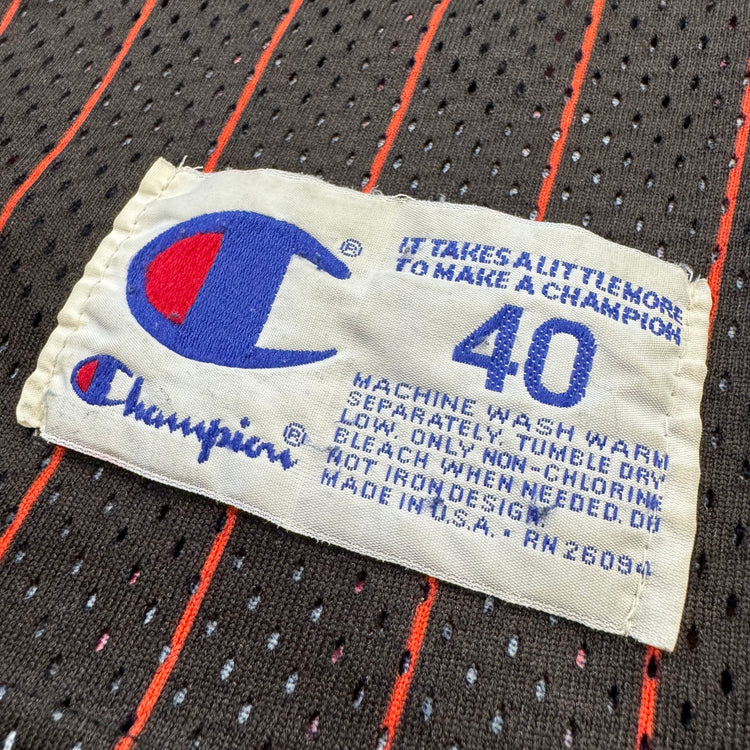 ®
Champion®
IT TAKES A LITTLE MORE
TO MAKE A CHAMPION
40
MACHINE WASH WARM
SEPARATELY, TUMBLE DRY
LOW, ONLY NON-CHLORINE
BLEACH WHEN NEEDED. DO
NOT IRON DESIGN.
MADE IN U.S.A. • RN 26094